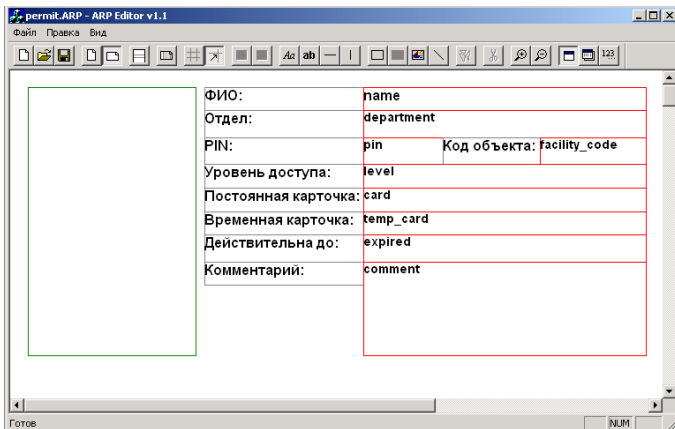 permit.ARP - ARP Editor v1.1
Файл Правка Вид
Aa ab 123
ФИО: name
Отдел: department
PIN: pin Код объекта: facility_code
Уровень доступа: level
Постоянная карточка: card
Временная карточка: temp_card
Действительна до: expired
Комментарий: comment
Готов NUM